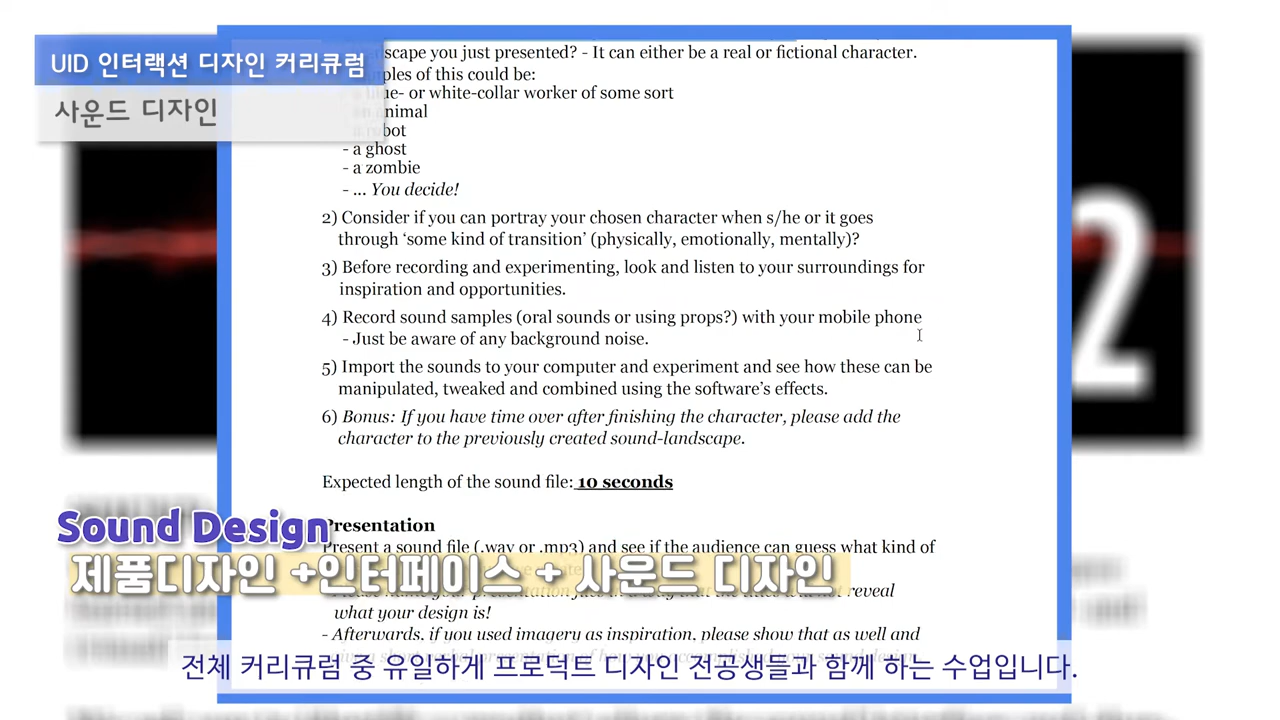 UID 인터랙션 디자인 커리큘럼
사운드 디자인
you just presented? - It can either be a real or fictional character.
of this could be:
or white-collar worker of some sort
animal
- a ghost
- a zombie
- ... You decide!
2) Consider if you can portray your chosen character when s/he or it goes
through ‘some kind of transition’ (physically, emotionally, mentally)?
3) Before recording and experimenting, look and listen to your surroundings for
inspiration and opportunities.
4) Record sound samples (oral sounds or using props?) with your mobile phone
- Just be aware of any background noise.
5) Import the sounds to your computer and experiment and see how these can be
manipulated, tweaked and combined using the software’s effects.
6) Bonus: If you have time over after finishing the character, please add the
character to the previously created sound-landscape.
2
Expected length of the sound file: 10 seconds
Sound Design
Presentation
Present a sound file (.wav or .mp3) and see if the audience can guess what kind of
제품디자인 +인터페이스 + 사운드 디자인
reveal
what your design is!
- Afterwards, if you used imagery as inspiration, please show that as well and
전체 커리큘럼 중 유일하게 프로덕트 디자인 전공생들과 함께 하는 수업입니다.